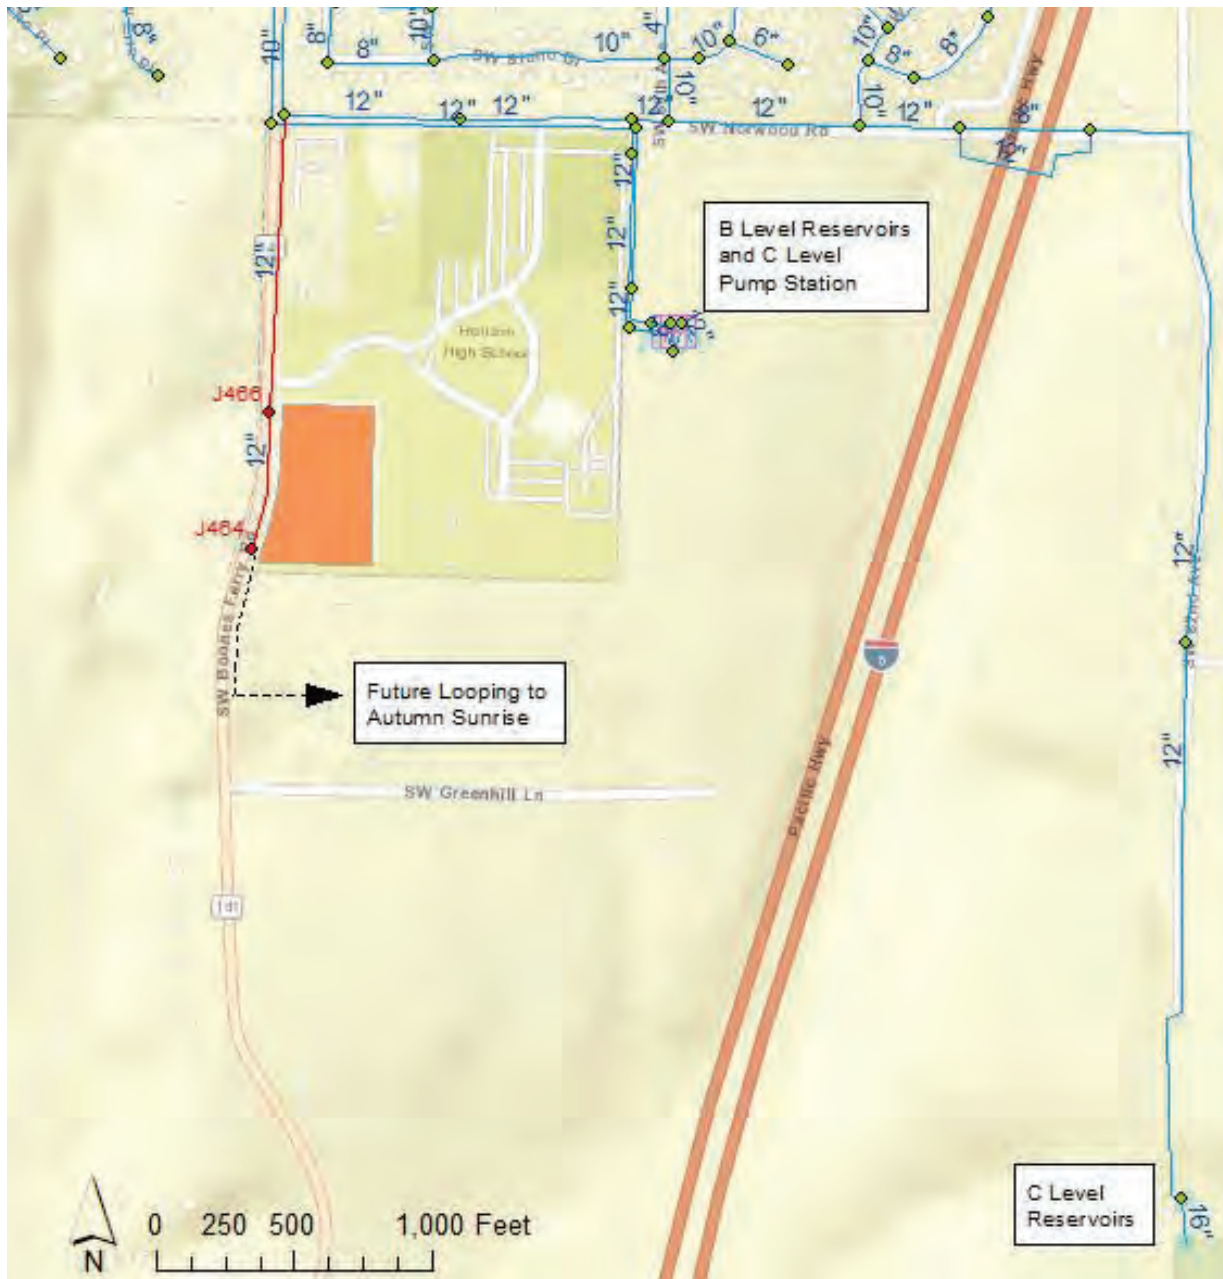 8"
10"
8"
8"
10"
10"
4"
10"
6"
10"
8"
8"
10"
12"
12"
12"
12"
12"
10"
12"
SW Norwood Rd
8"
12"
12"
12"
12"
B Level Reservoirs
and C Level
Pump Station
Horizon
High School
J466
12"
J464
SW Boones Ferry Rd
12"
5
Future Looping to
Autumn Sunrise
12"
Pacific Hwy
SW Greenhill Ln
141
C Level
Reservoirs
16"
0 250 500 1,000 Feet
N